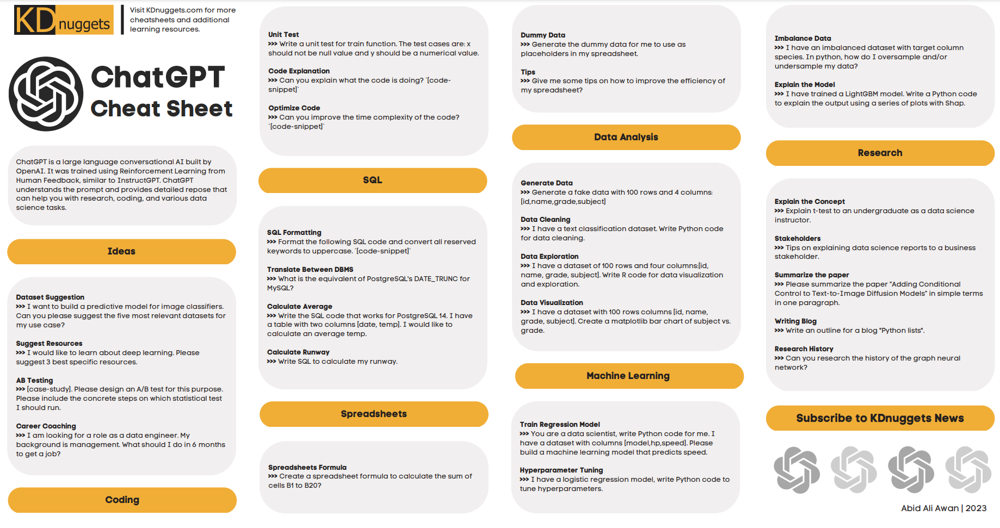 KD nuggets
Visit KDnuggets.com for more
cheatsheets and additional
learning resources.
ChatGPT
Cheat Sheet
ChatGPT is a large language conversational AI built by
OpenAI. It was trained using Reinforcement Learning from
Human Feedback, similar to InstructGPT. ChatGPT
understands the prompt and provides detailed repose that
can help you with research, coding, and various data
science tasks.
Ideas
Dataset Suggestion
>>> I want to build a predictive model for image classifiers.
Can you please suggest the five most relevant datasets for
my use case?
Suggest Resources
>>> I would like to learn about deep learning. Please
suggest 3 best specific resources.
AB Testing
>>> [case-study]. Please design an A/B test for this purpose.
Please include the concrete steps on which statistical test
I should run.
Career Coaching
>>> I am looking for a role as a data engineer. My
background is management. What should I do in 6 months
to get a job?
Coding
Unit Test
>>> Write a unit test for train function. The test cases are: x
should not be null value and y should be a numerical value.
Code Explanation
>>> Can you explain what the code is doing? `[code-
snippet]`
Optimize Code
>>> Can you improve the time complexity of the code?
`[code-snippet]`
SQL
SQL Formatting
>>> Format the following SQL code and convert all reserved
keywords to uppercase. `[code-snippet]`
Translate Between DBMS
>>> What is the equivalent of PostgreSQL's DATE_TRUNC for
MySQL?
Calculate Average
>>> Write the SQL code that works for PostgreSQL 14. I have
a table with two columns [date, temp]. I would like to
calculate an average temp.
Calculate Runway
>>> Write SQL to calculate my runway.
Spreadsheets
Spreadsheets Formula
>>> Create a spreadsheet formula to calculate the sum of
cells B1 to B20?
Dummy Data
>>> Generate the dummy data for me to use as
placeholders in my spreadsheet.
Tips
>>> Give me some tips on how to improve the efficiency of
my spreadsheet?
Data Analysis
Generate Data
>>> Generate a fake data with 100 rows and 4 columns:
[id,name,grade,subject]
Data Cleaning
>>> I have a text classification dataset. Write Python code
for data cleaning.
Data Exploration
>>> I have a dataset of 100 rows and four columns:[id,
name, grade, subject]. Write R code for data visualization
and exploration.
Data Visualization
>>> I have a dataset with 100 rows columns [id, name,
grade, subject]. Create a matplotlib bar chart of subject vs.
grade.
Machine Learning
Train Regression Model
>>> You are a data scientist, write Python code for me. I
have a dataset with columns [model,hp,speed]. Please
build a machine learning model that predicts speed.
Hyperparameter Tuning
>>> I have a logistic regression model, write Python code to
tune hyperparameters.
Imbalance Data
>>> I have an imbalanced dataset with target column
species. In python, how do I oversample and/or
undersample my data?
Explain the Model
>>> I have trained a LightGBM model. Write a Python code
to explain the output using a series of plots with Shap.
Research
Explain the Concept
>>> Explain t-test to an undergraduate as a data science
instructor.
Stakeholders
>>> Tips on explaining data science reports to a business
stakeholder.
Summarize the paper
>>> Please summarize the paper "Adding Conditional
Control to Text-to-Image Diffusion Models" in simple terms
in one paragraph.
Writing Blog
>>> Write an outline for a blog "Python lists".
Research History
>>> Can you research the history of the graph neural
network?
Subscribe to KDnuggets News
Abid Ali Awan | 2023